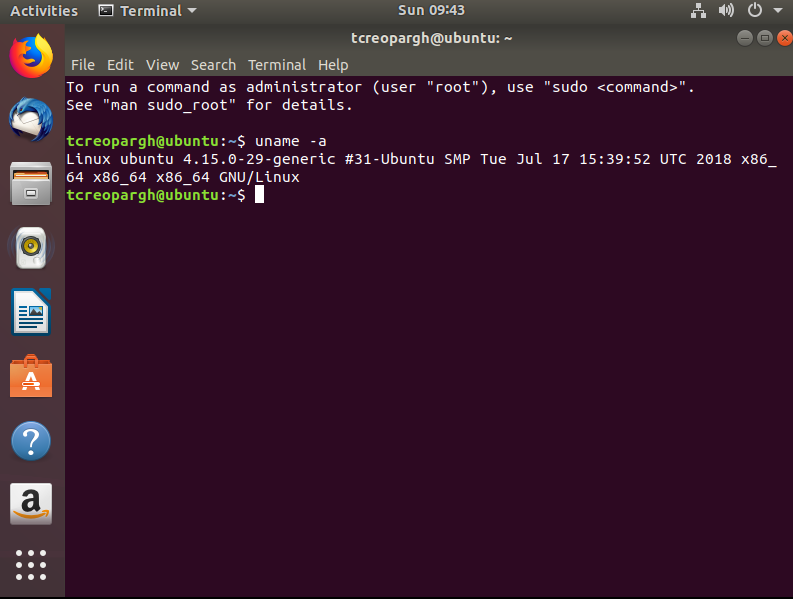 Activities Terminal Sun 09:43
tcreopargh@ubuntu: ~
File Edit View Search Terminal Help
To run a command as administrator (user "root"), use "sudo <command>".
See "man sudo_root" for details.
tcreopargh@ubuntu:~$ uname -a
Linux ubuntu 4.15.0-29-generic #31-Ubuntu SMP Tue Jul 17 15:39:52 UTC 2018 x86_
64 x86_64 x86_64 GNU/Linux
tcreopargh@ubuntu:~$
A
?
a